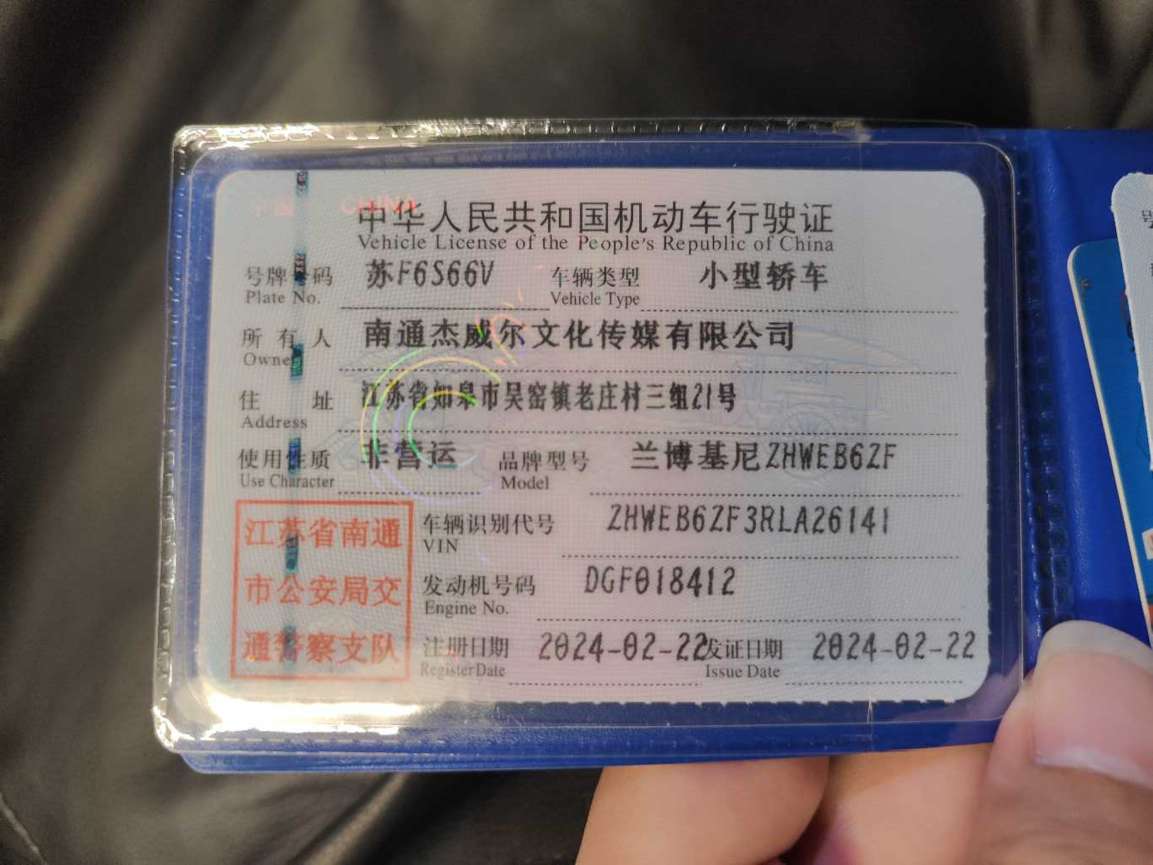 中华人民共和国机动车行驶证
Vehicle License of the People's Republic of China
号牌号码 苏F6S66V 车辆类型 小型轿车
Plate No. Vehicle Type
所有人 南通杰威尔文化传媒有限公司
Owner
住址 江苏省如皋市吴窑镇老庄村三组21号
Address
使用性质 非营运 品牌型号 兰博基尼ZHWEB6ZF
Use Character Model
江苏省南通
市公安局交
通警察支队
车辆识别代号 ZHWEB6ZF3RLA26141
VIN
发动机号码 DGF018412
Engine No.
注册日期 2024-02-22 发证日期 2024-02-22
Register Date Issue Date